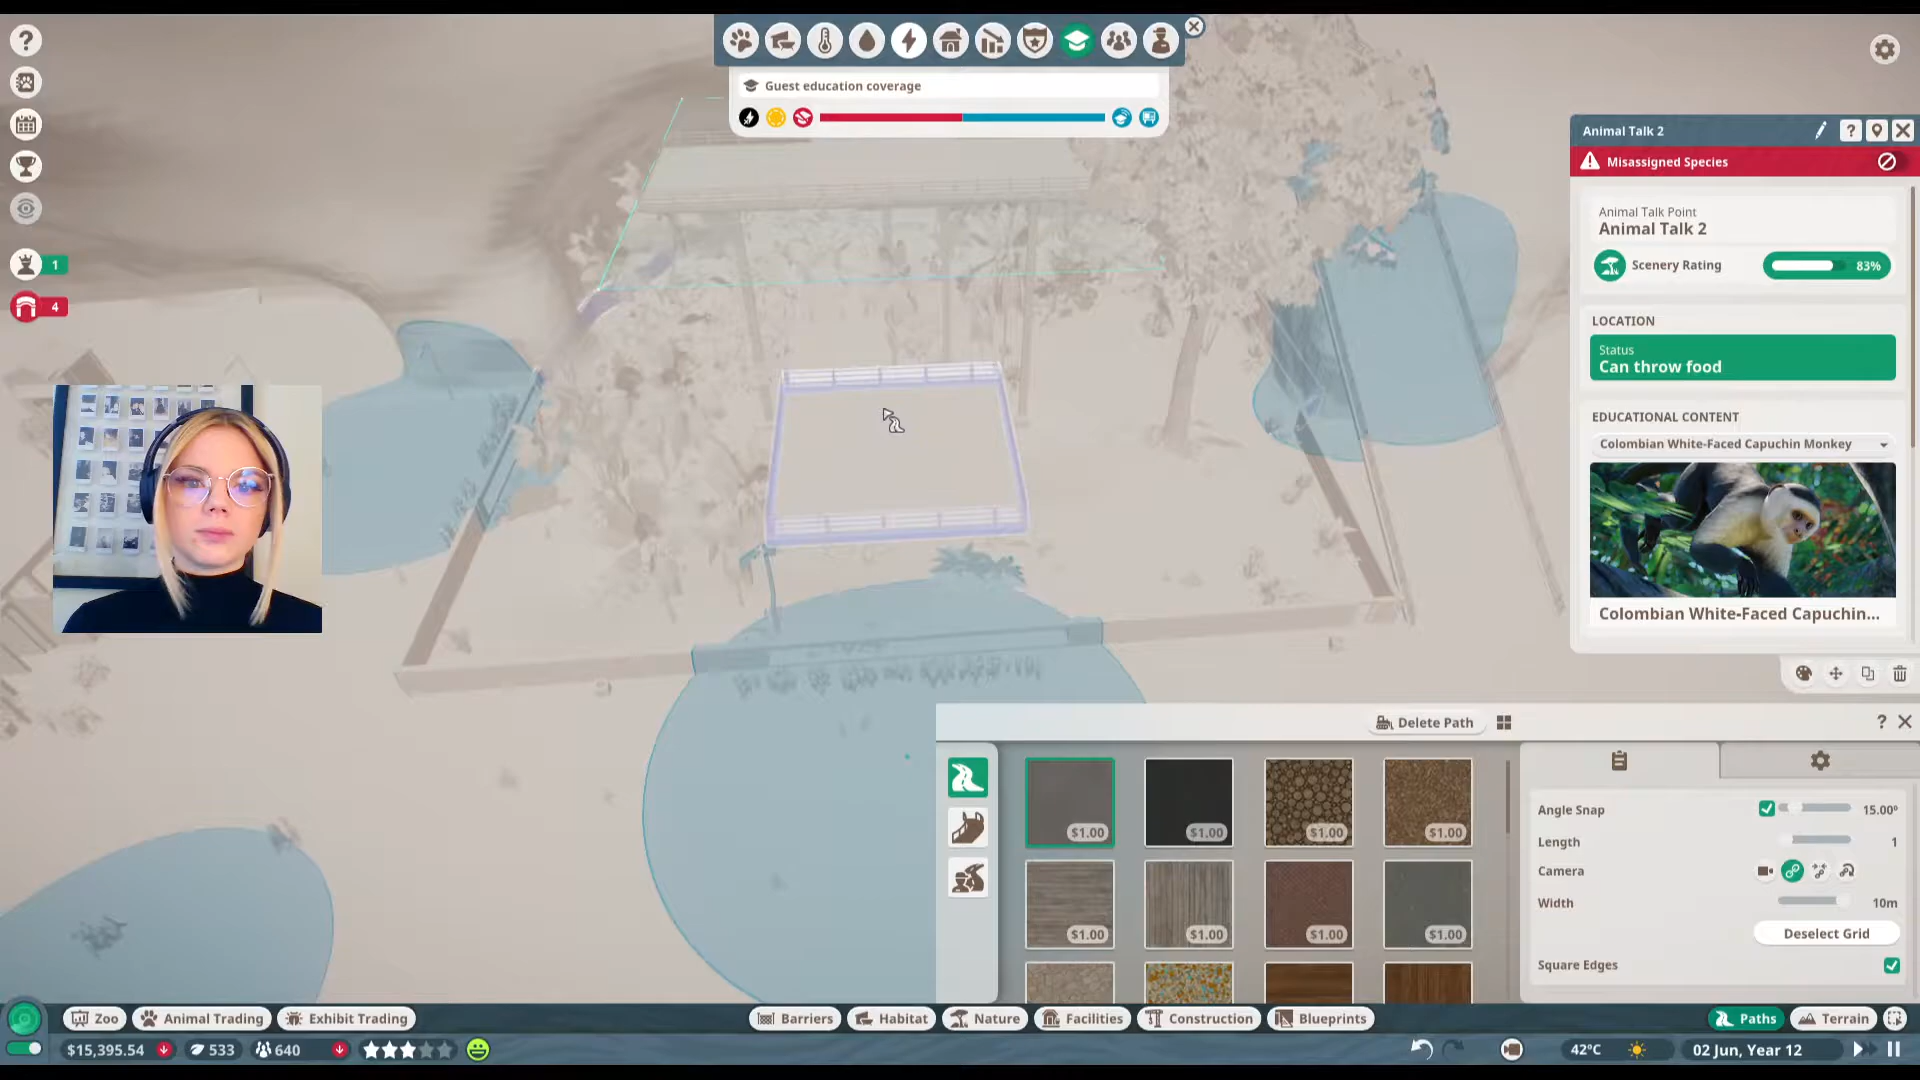 Guest education coverage
Animal Talk 2
Misassigned Species
Animal Talk Point
Animal Talk 2
Scenery Rating
83%
LOCATION
Status
Can throw food
EDUCATIONAL CONTENT
Colombian White-Faced Capuchin Monkey
Colombian White-Faced Capuchin...
1
4
Delete Path
?
$1.00 $1.00 $1.00 $1.00
$1.00 $1.00 $1.00 $1.00
Angle Snap 15.00º
Length 1
Camera
Width 10m
Deselect Grid
Square Edges
Zoo Animal Trading Exhibit Trading Barriers Habitat Nature Facilities Construction Blueprints Paths Terrain
$15,395.54 533 640 42°C 02 Jun, Year 12